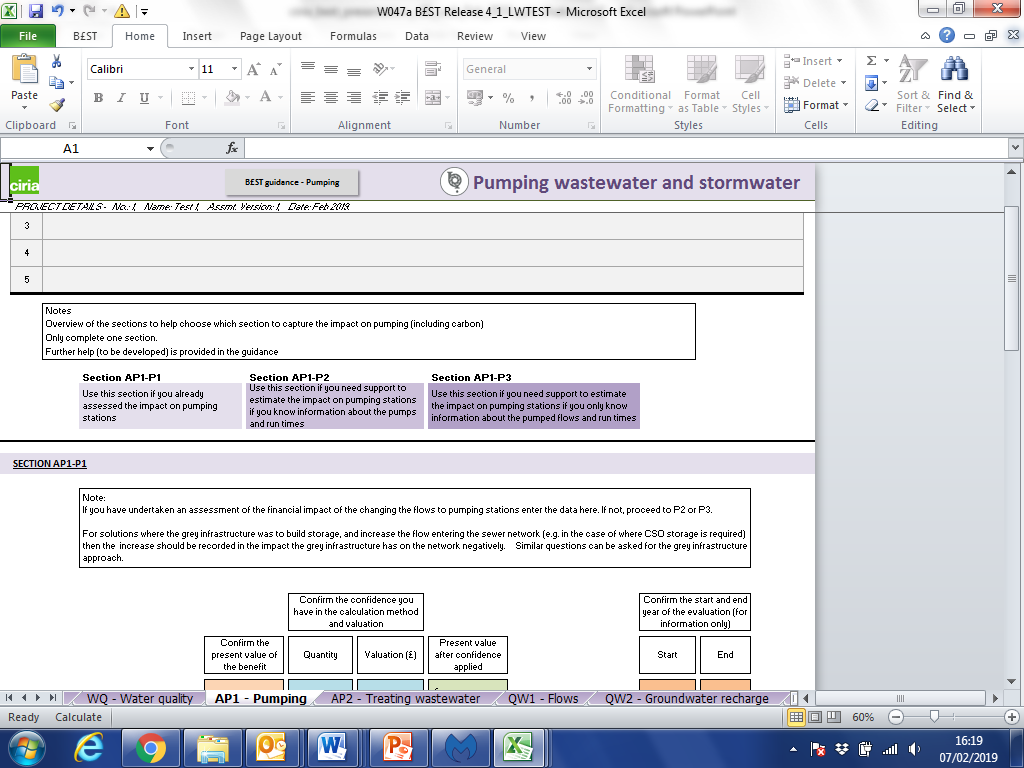 W047a B£ST Release 4_1_LWTEST - Microsoft Excel
File B£ST Home Insert Page Layout Formulas Data Review View
Paste
Calibri 11
B I U
A A
General
% ,
Conditional Formatting
Format as Table
Cell Styles
Insert
Delete
Format
Sort & Filter
Find & Select
Clipboard Font Alignment Number Styles Cells Editing
A1 fx
ciria
B£ST guidance - Pumping
Pumping wastewater and stormwater
PROJECT DETAILS - No.: 1, Name: Test 1, Assmt. Version: 1, Date: Feb 2019.
3
4
5
Notes
Overview of the sections to help choose which section to capture the impact on pumping (including carbon)
Only complete one section.
Further help (to be developed) is provided in the guidance
Section AP1-P1
Use this section if you already
assessed the impact on pumping
stations
Section AP1-P2
Use this section if you need support to
estimate the impact on pumping stations
if you know information about the pumps
and run times
Section AP1-P3
Use this section if you need support to estimate
the impact on pumping stations if you only know
information about the pumped flows and run times
SECTION AP1-P1
Note:
If you have undertaken an assessment of the financial impact of the changing the flows to pumping stations enter the data here. If not, proceed to P2 or P3.
For solutions where the grey infrastructure was to build storage, and increase the flow entering the sewer network (e.g. in the case of where CSO storage is required)
then the increase should be recorded in the impact the grey infrastructure has on the network negatively. Similar questions can be asked for the grey infrastructure
approach.
Confirm the confidence you
have in the calculation method
and valuation
Confirm the start and end
year of the evaluation (for
information only)
Confirm the
present value of
the benefit
Quantity
Valuation (£)
Present value
after confidence
applied
Start
End
WQ - Water quality AP1 - Pumping AP2 - Treating wastewater QW1 - Flows QW2 - Groundwater recharge
Ready Calculate 60%
16:19
07/02/2019